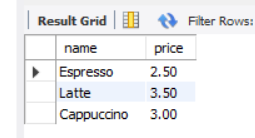 Result Grid Filter Rows:
name price
Espresso 2.50
Latte 3.50
Cappuccino 3.00